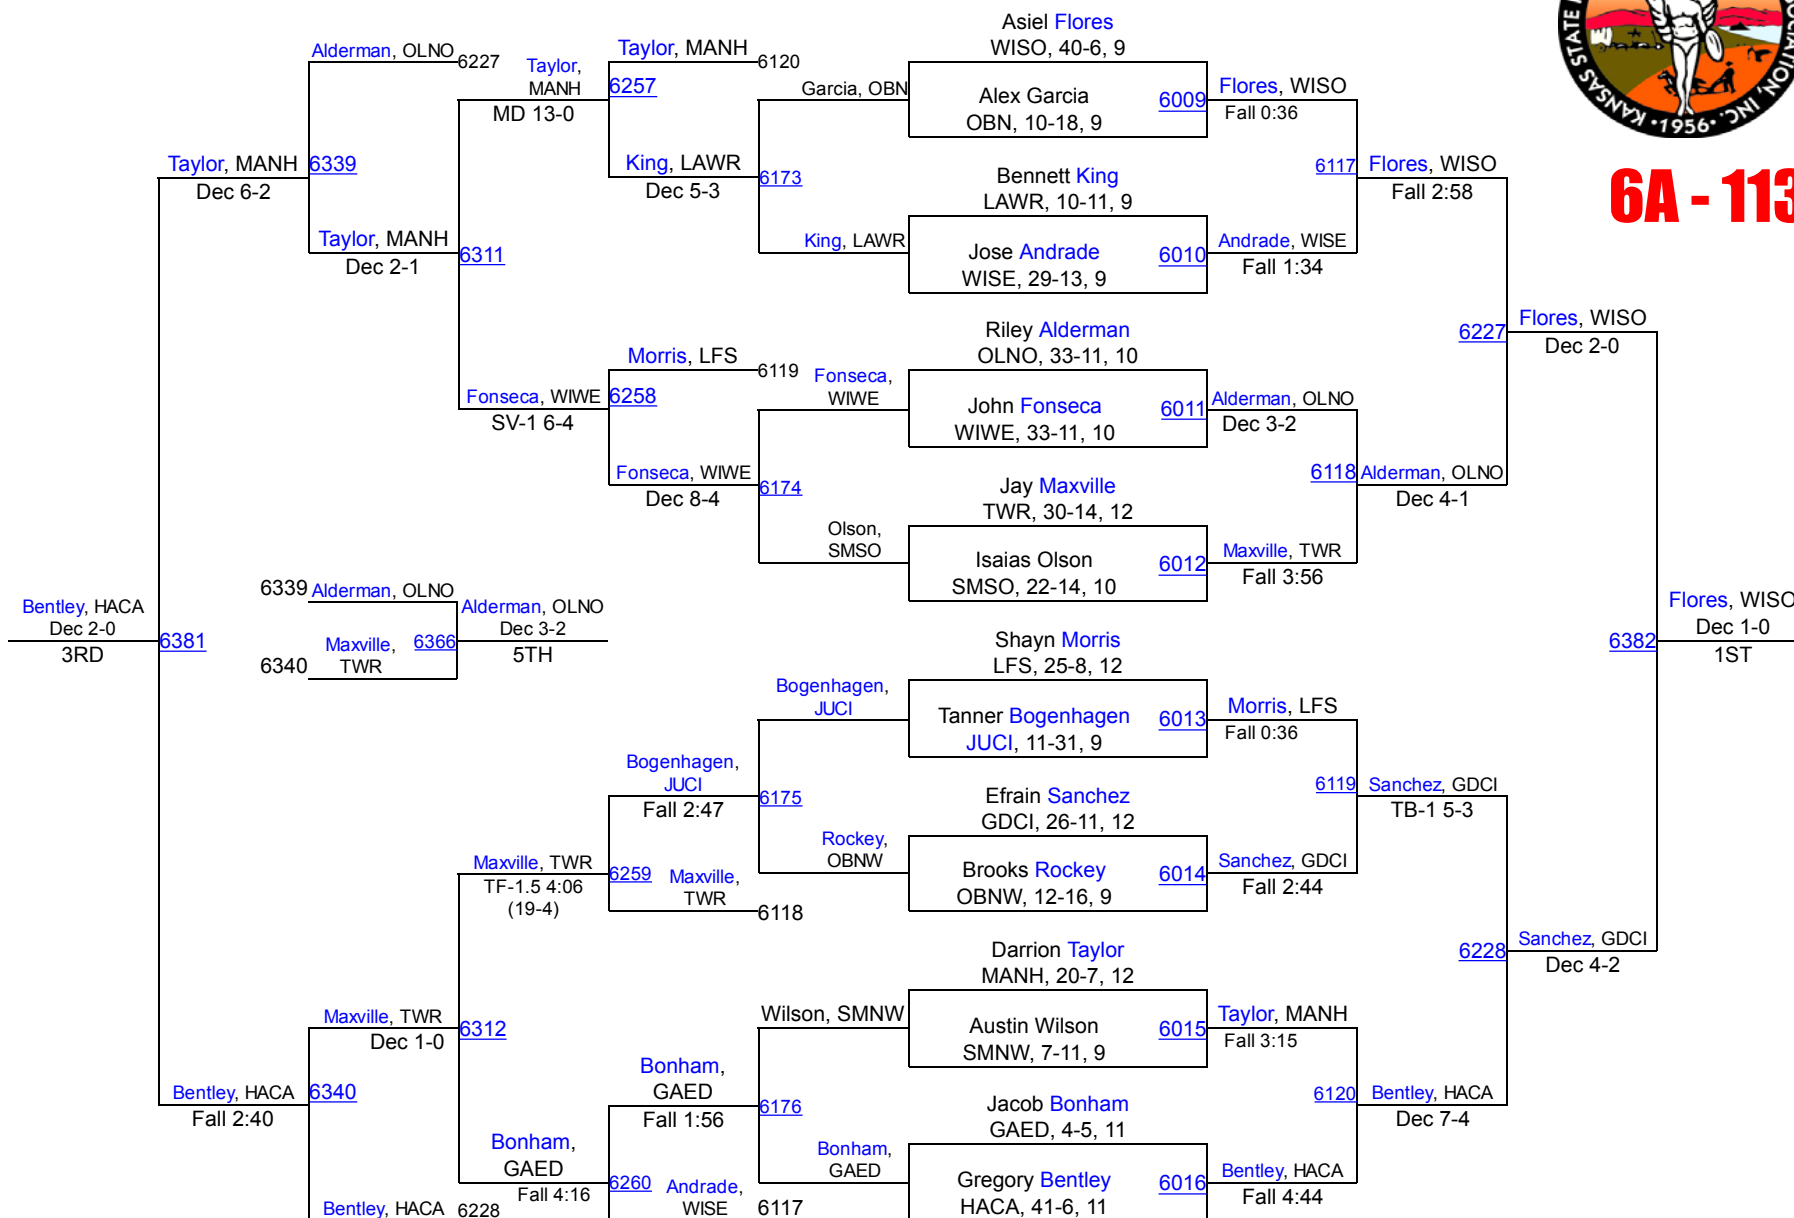 Asiel Flores
WISO, 40-6, 9
Alderman, OLNO
6227
Taylor,
MANH
MD 13-0
Taylor, MANH
6120
6257
Garcia, OBN
Alex Garcia
OBN, 10-18, 9
6009
Flores, WISO
Fall 0:36
KANSAS STATE
OCIATION, INC.
•1956•
6A - 113
Taylor, MANH
Dec 6-2
6339
King, LAWR
Dec 5-3
6173
Bennett King
LAWR, 10-11, 9
6117
Flores, WISO
Fall 2:58
Taylor, MANH
Dec 2-1
6311
King, LAWR
Jose Andrade
WISE, 29-13, 9
6010
Andrade, WISE
Fall 1:34
Riley Alderman
OLNO, 33-11, 10
6227
Flores, WISO
Dec 2-0
Morris, LFS
6119
Fonseca,
WIWE
Fonseca, WIWE
SV-1 6-4
6258
John Fonseca
WIWE, 33-11, 10
6011
Alderman, OLNO
Dec 3-2
Fonseca, WIWE
Dec 8-4
6174
Jay Maxville
TWR, 30-14, 12
6118
Alderman, OLNO
Dec 4-1
Olson,
SMSO
Isaias Olson
SMSO, 22-14, 10
6012
Maxville, TWR
Fall 3:56
Bentley, HACA
Dec 2-0
3RD
6381
6339
Alderman, OLNO
Maxville,
TWR
6340
6366
Alderman, OLNO
Dec 3-2
5TH
Shayn Morris
LFS, 25-8, 12
6382
Flores, WISO
Dec 1-0
1ST
Bogenhagen,
JUCI
Tanner Bogenhagen
JUCI, 11-31, 9
6013
Morris, LFS
Fall 0:36
Bogenhagen,
JUCI
Fall 2:47
6175
Efrain Sanchez
GDCI, 26-11, 12
6119
Sanchez, GDCI
TB-1 5-3
Maxville, TWR
TF-1.5 4:06
(19-4)
6259
Maxville,
TWR
6118
Rockey,
OBNW
Brooks Rockey
OBNW, 12-16, 9
6014
Sanchez, GDCI
Fall 2:44
Darrion Taylor
MANH, 20-7, 12
6228
Sanchez, GDCI
Dec 4-2
Maxville, TWR
Dec 1-0
6312
Wilson, SMNW
Austin Wilson
SMNW, 7-11, 9
6015
Taylor, MANH
Fall 3:15
Bentley, HACA
Fall 2:40
6340
Bonham,
GAED
Fall 1:56
6176
Jacob Bonham
GAED, 4-5, 11
6120
Bentley, HACA
Dec 7-4
Bonham,
GAED
Fall 4:16
6260
Andrade,
WISE
6117
Bonham,
GAED
Gregory Bentley
HACA, 41-6, 11
6016
Bentley, HACA
Fall 4:44
Bentley, HACA
6228